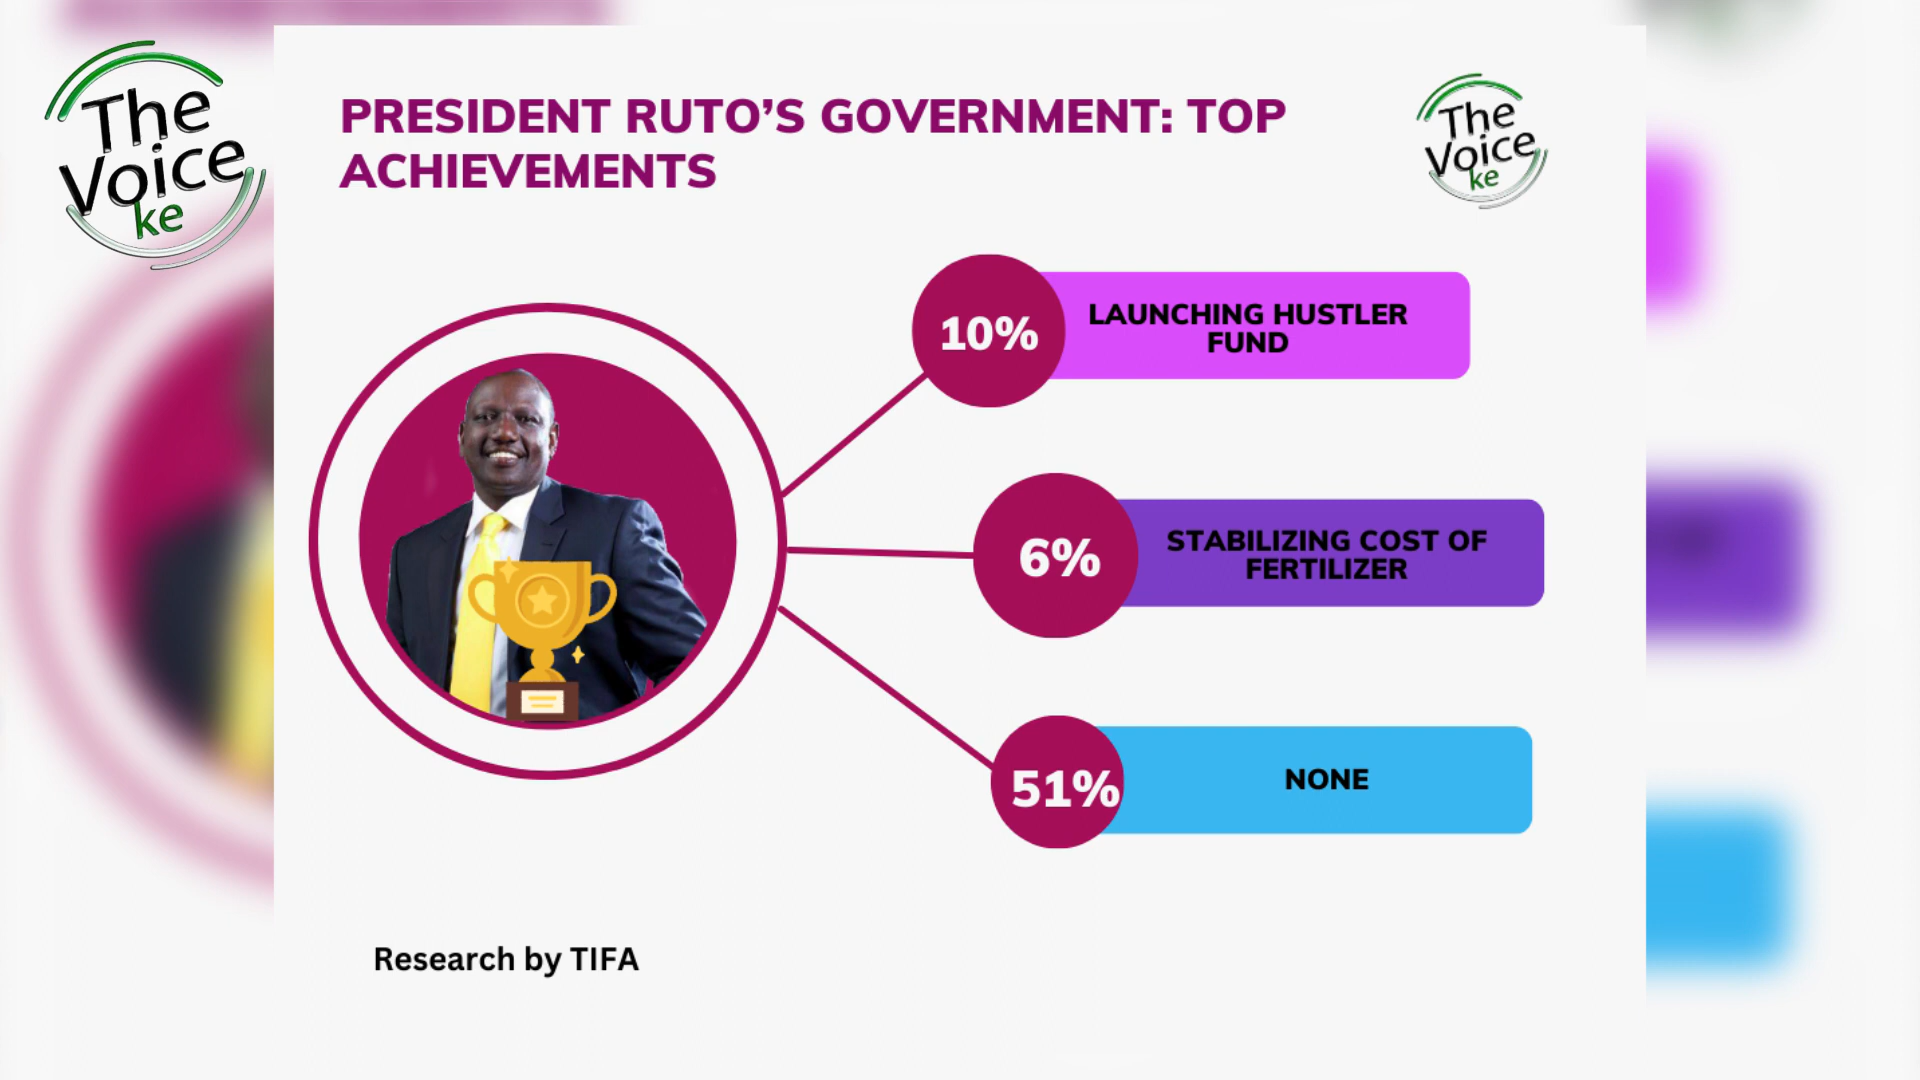 The
Voice
ke
PRESIDENT RUTO’S GOVERNMENT: TOP
ACHIEVEMENTS
The
Voice
ke
10%
LAUNCHING HUSTLER
FUND
6%
STABILIZING COST OF
FERTILIZER
51%
NONE
Research by TIFA